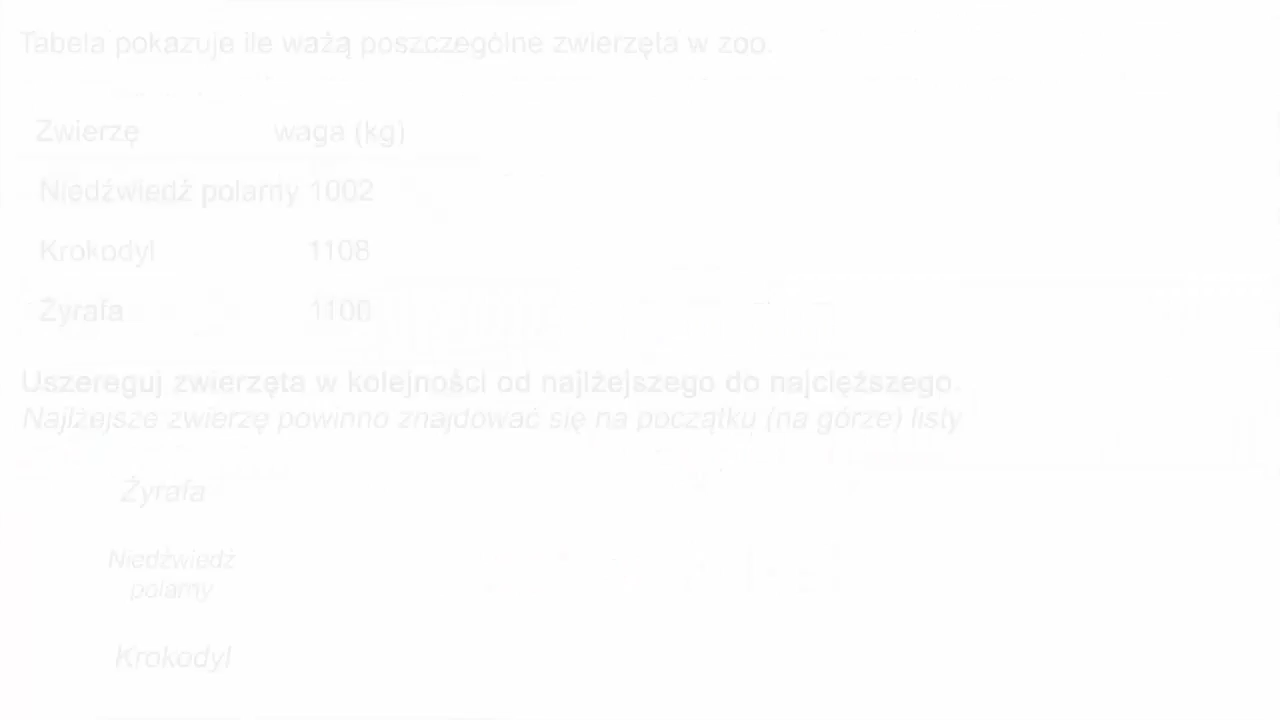 Tabela pokazuje ile ważą poszczególne zwierzęta w zoo.
Zwierzę waga (kg)
Niedźwiedź polarny 1002
Krokodyl 1108
Żyrafa 1100
Uszereguj zwierzęta w kolejności od najlżejszego do najcięższego.
Najlżejsze zwierzę powinno znajdować się na początku (na górze) listy
Żyrafa
Niedźwiedź
polarny
Krokodyl